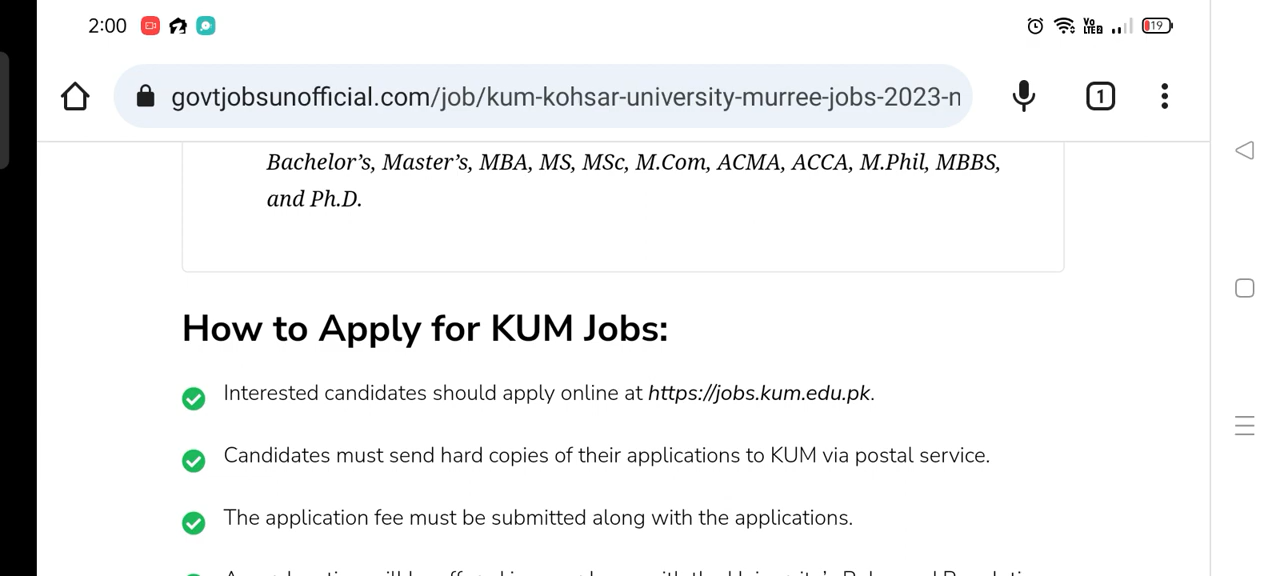 2:00
Vo
LTE2
19
govtjobsunofficial.com/job/kum-kohsar-university-murree-jobs-2023-n
1
Bachelor’s, Master’s, MBA, MS, MSc, M.Com, ACMA, ACCA, M.Phil, MBBS,
and Ph.D.
How to Apply for KUM Jobs:
Interested candidates should apply online at https://jobs.kum.edu.pk.
Candidates must send hard copies of their applications to KUM via postal service.
The application fee must be submitted along with the applications.